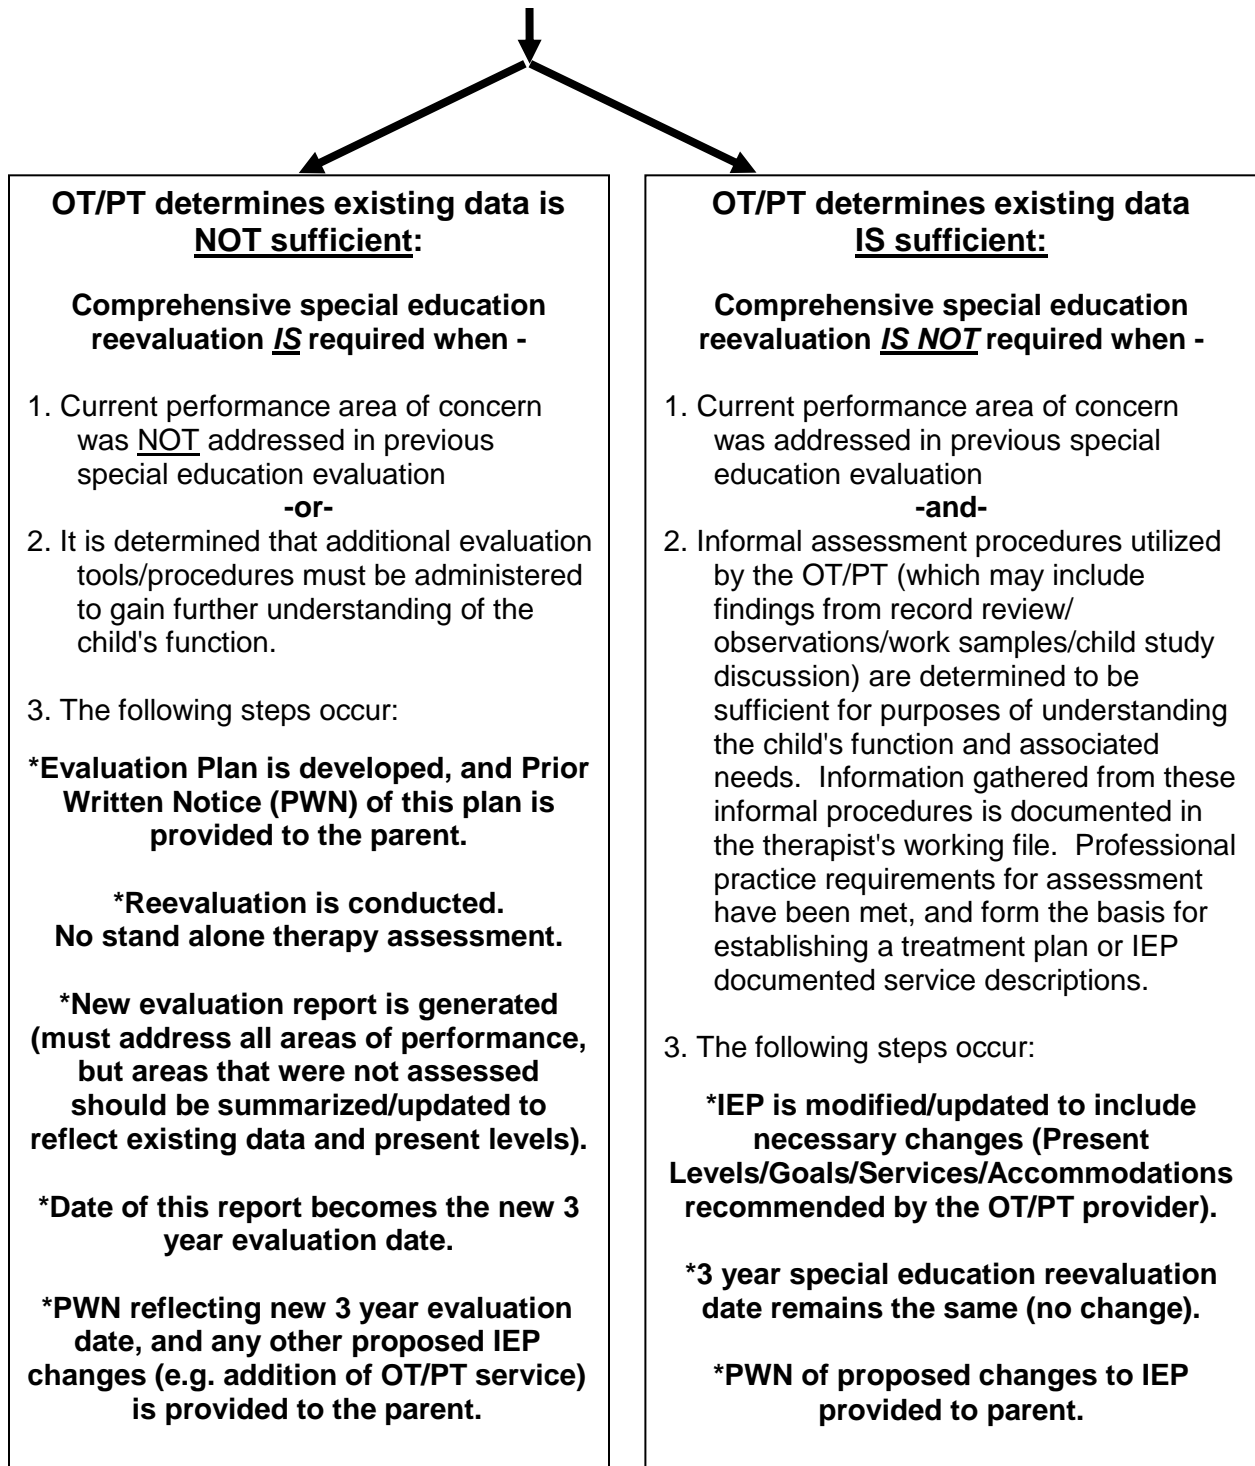 OT/PT determines existing data is
NOT sufficient:
Comprehensive special education
reevaluation IS required when -
1. Current performance area of concern
was NOT addressed in previous
special education evaluation
-or-
2. It is determined that additional evaluation
tools/procedures must be administered
to gain further understanding of the
child's function.
3. The following steps occur:
*Evaluation Plan is developed, and Prior
Written Notice (PWN) of this plan is
provided to the parent.
*Reevaluation is conducted.
No stand alone therapy assessment.
*New evaluation report is generated
(must address all areas of performance,
but areas that were not assessed
should be summarized/updated to
reflect existing data and present levels).
*Date of this report becomes the new 3
year evaluation date.
*PWN reflecting new 3 year evaluation
date, and any other proposed IEP
changes (e.g. addition of OT/PT service)
is provided to the parent.
OT/PT determines existing data
IS sufficient:
Comprehensive special education
reevaluation IS NOT required when -
1. Current performance area of concern
was addressed in previous special
education evaluation
-and-
2. Informal assessment procedures utilized
by the OT/PT (which may include
findings from record review/
observations/work samples/child study
discussion) are determined to be
sufficient for purposes of understanding
the child's function and associated
needs.  Information gathered from these
informal procedures is documented in
the therapist's working file.  Professional
practice requirements for assessment
have been met, and form the basis for
establishing a treatment plan or IEP
documented service descriptions.
3. The following steps occur:
*IEP is modified/updated to include
necessary changes (Present
Levels/Goals/Services/Accommodations
recommended by the OT/PT provider).
*3 year special education reevaluation
date remains the same (no change).
*PWN of proposed changes to IEP
provided to parent.